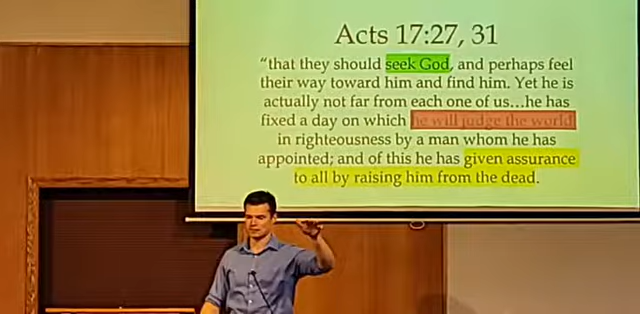 Acts 17:27, 31
“that they should seek God, and perhaps feel
their way toward him and find him. Yet he is
actually not far from each one of us…he has
fixed a day on which he will judge the world
in righteousness by a man whom he has
appointed; and of this he has given assurance
to all by raising him from the dead.